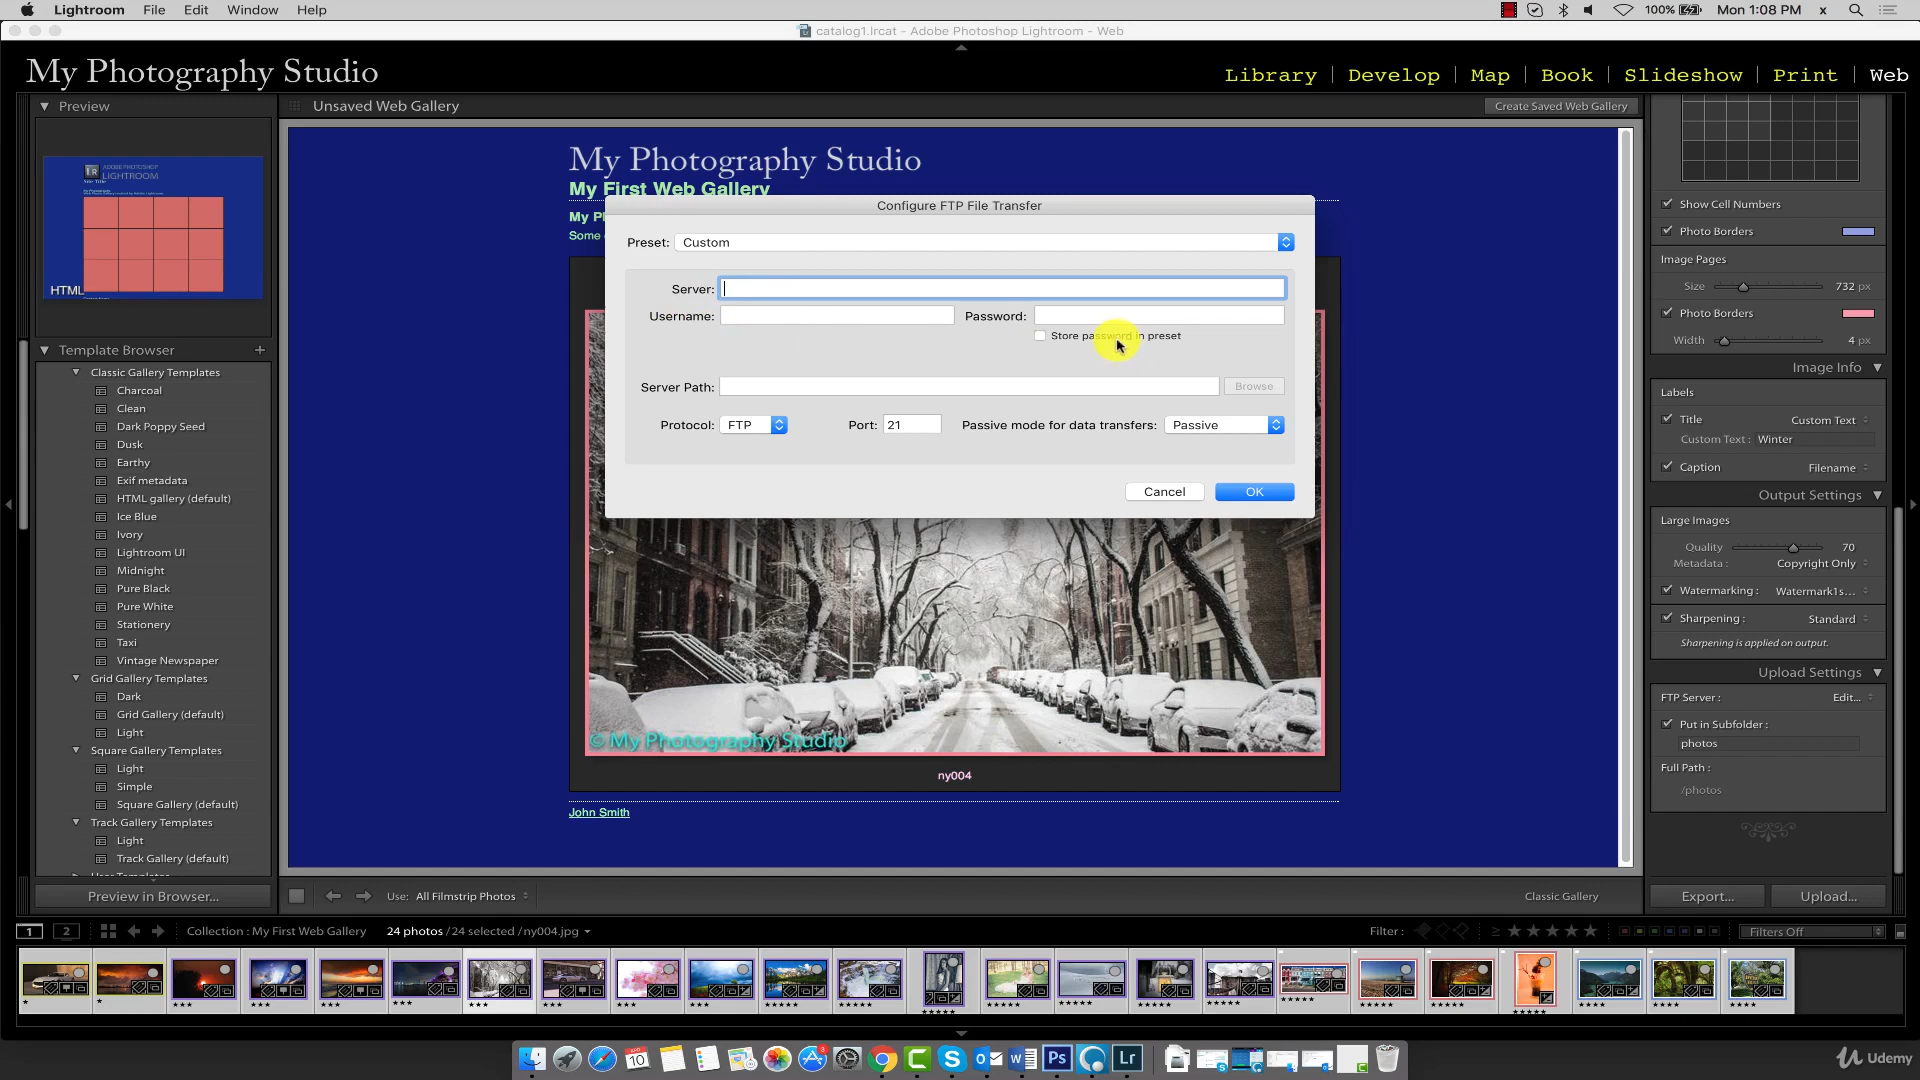 Lightroom File Edit Window Help
100% Mon 1:08 PM x
catalog1.lrcat - Adobe Photoshop Lightroom - Web
My Photography Studio
Library | Develop | Map | Book | Slideshow | Print | Web
Preview
ADOBE PHOTOSHOP
LIGHTROOM
Site Title
HTML
Template Browser
Classic Gallery Templates
Charcoal
Clean
Dark Poppy Seed
Dusk
Earthy
Exif metadata
HTML gallery (default)
Ice Blue
Ivory
Lightroom UI
Midnight
Pure Black
Pure White
Stationery
Taxi
Vintage Newspaper
Grid Gallery Templates
Dark
Grid Gallery (default)
Light
Square Gallery Templates
Light
Simple
Square Gallery (default)
Track Gallery Templates
Light
Track Gallery (default)
Preview in Browser...
Unsaved Web Gallery
Create Saved Web Gallery
My Photography Studio
My First Web Gallery
My P
Some
Configure FTP File Transfer
Preset: Custom
Server:
Username: Password:
Store password in preset
Server Path: Browse
Protocol: FTP Port: 21 Passive mode for data transfers: Passive
Cancel OK
© My Photography Studio
ny004
John Smith
Use: All Filmstrip Photos
Classic Gallery
Show Cell Numbers
Photo Borders
Image Pages
Size 732 px
Photo Borders
Width 4 px
Image Info
Labels
Title Custom Text
Custom Text : Winter
Caption Filename
Output Settings
Large Images
Quality 70
Metadata : Copyright Only
Watermarking : Watermark1s...
Sharpening : Standard
Sharpening is applied on output.
Upload Settings
FTP Server : Edit...
Put in Subfolder :
photos
Full Path :
/photos
Export... Upload...
1 2 Collection : My First Web Gallery 24 photos / 24 selected / ny004.jpg
Filter : Filters Off
Udemy